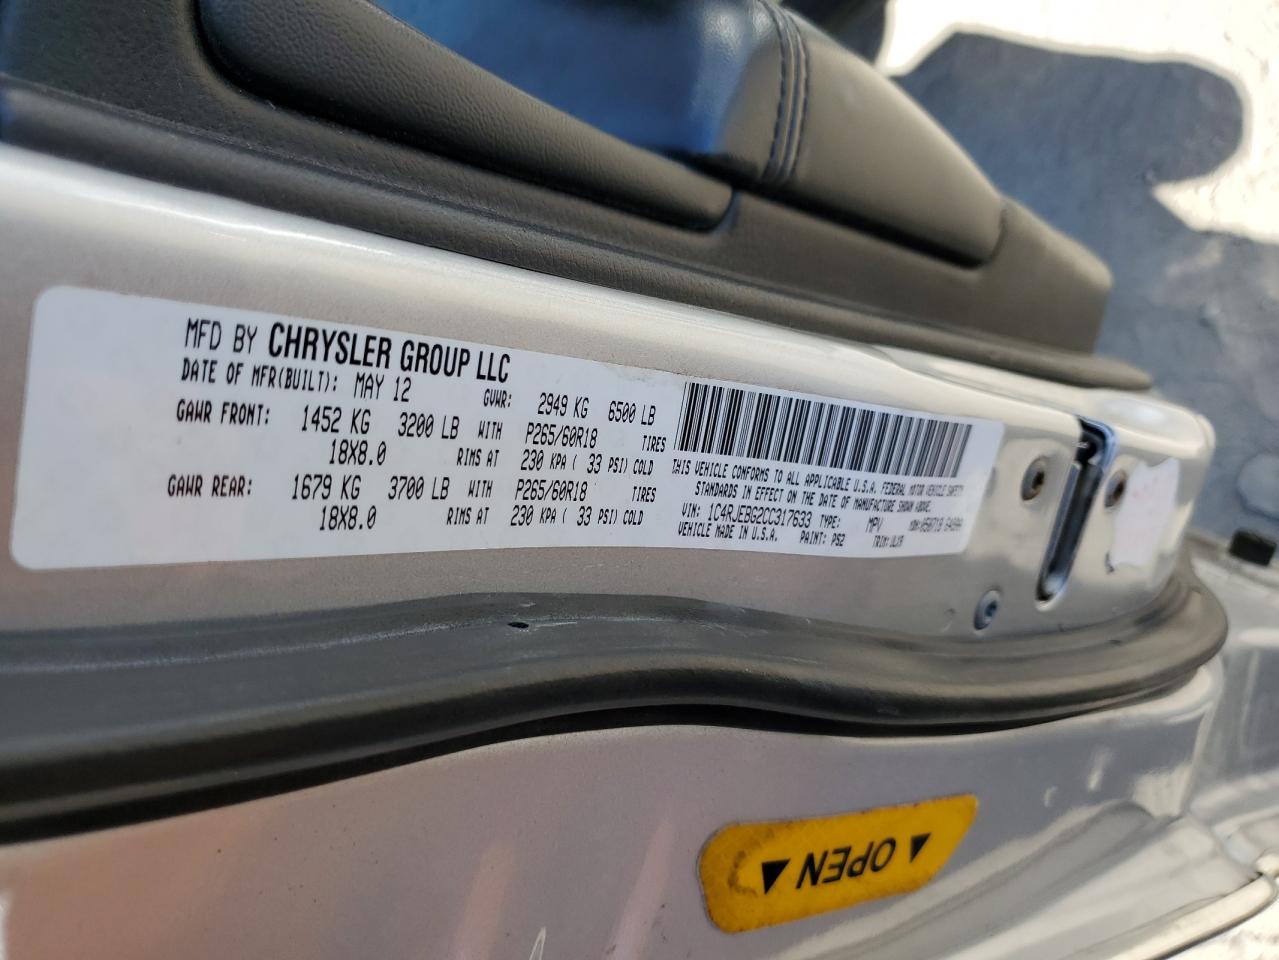 MFD BY CHRYSLER GROUP LLC
DATE OF MFR(BUILT): MAY 12 GVWR: 2949 KG 6500 LB
GAWR FRONT: 1452 KG 3200 LB WITH P265/60R18 TIRES
18X8.0 RIMS AT 230 KPA ( 33 PSI) COLD
GAWR REAR: 1679 KG 3700 LB WITH P265/60R18 TIRES
18X8.0 RIMS AT 230 KPA ( 33 PSI) COLD
THIS VEHICLE CONFORMS TO ALL APPLICABLE U.S.A. FEDERAL MOTOR VEHICLE SAFETY
STANDARDS IN EFFECT ON THE DATE OF MANUFACTURE SHOWN ABOVE.
VIN: 1C4RJEBG2CC317633 TYPE: MPV MDH:
VEHICLE MADE IN U.S.A. PAINT: PS2 TRIM:
OPEN